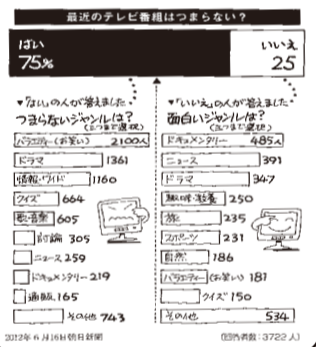 最近のテレビ番組はつまらない？
はい
75%
いいえ
25
▼「はい」の人が答えました
つまらないジャンルは？
(三つまで選択)
バラエティー(お笑い) 2100人
ドラマ 1361
情報・ワイド 1160
クイズ 664
歌・音楽 605
討論 305
ニュース 259
ドキュメンタリー 219
通販 165
その他 743
▼「いいえ」の人が答えました
面白いジャンルは？
(三つまで選択)
ドキュメンタリー 485人
ニュース 391
ドラマ 347
趣味・教養 250
旅 235
スポーツ 231
自然 186
バラエティー(お笑い) 181
クイズ 150
その他 534
2012年6月16日朝日新聞
(回答者数:3722人)